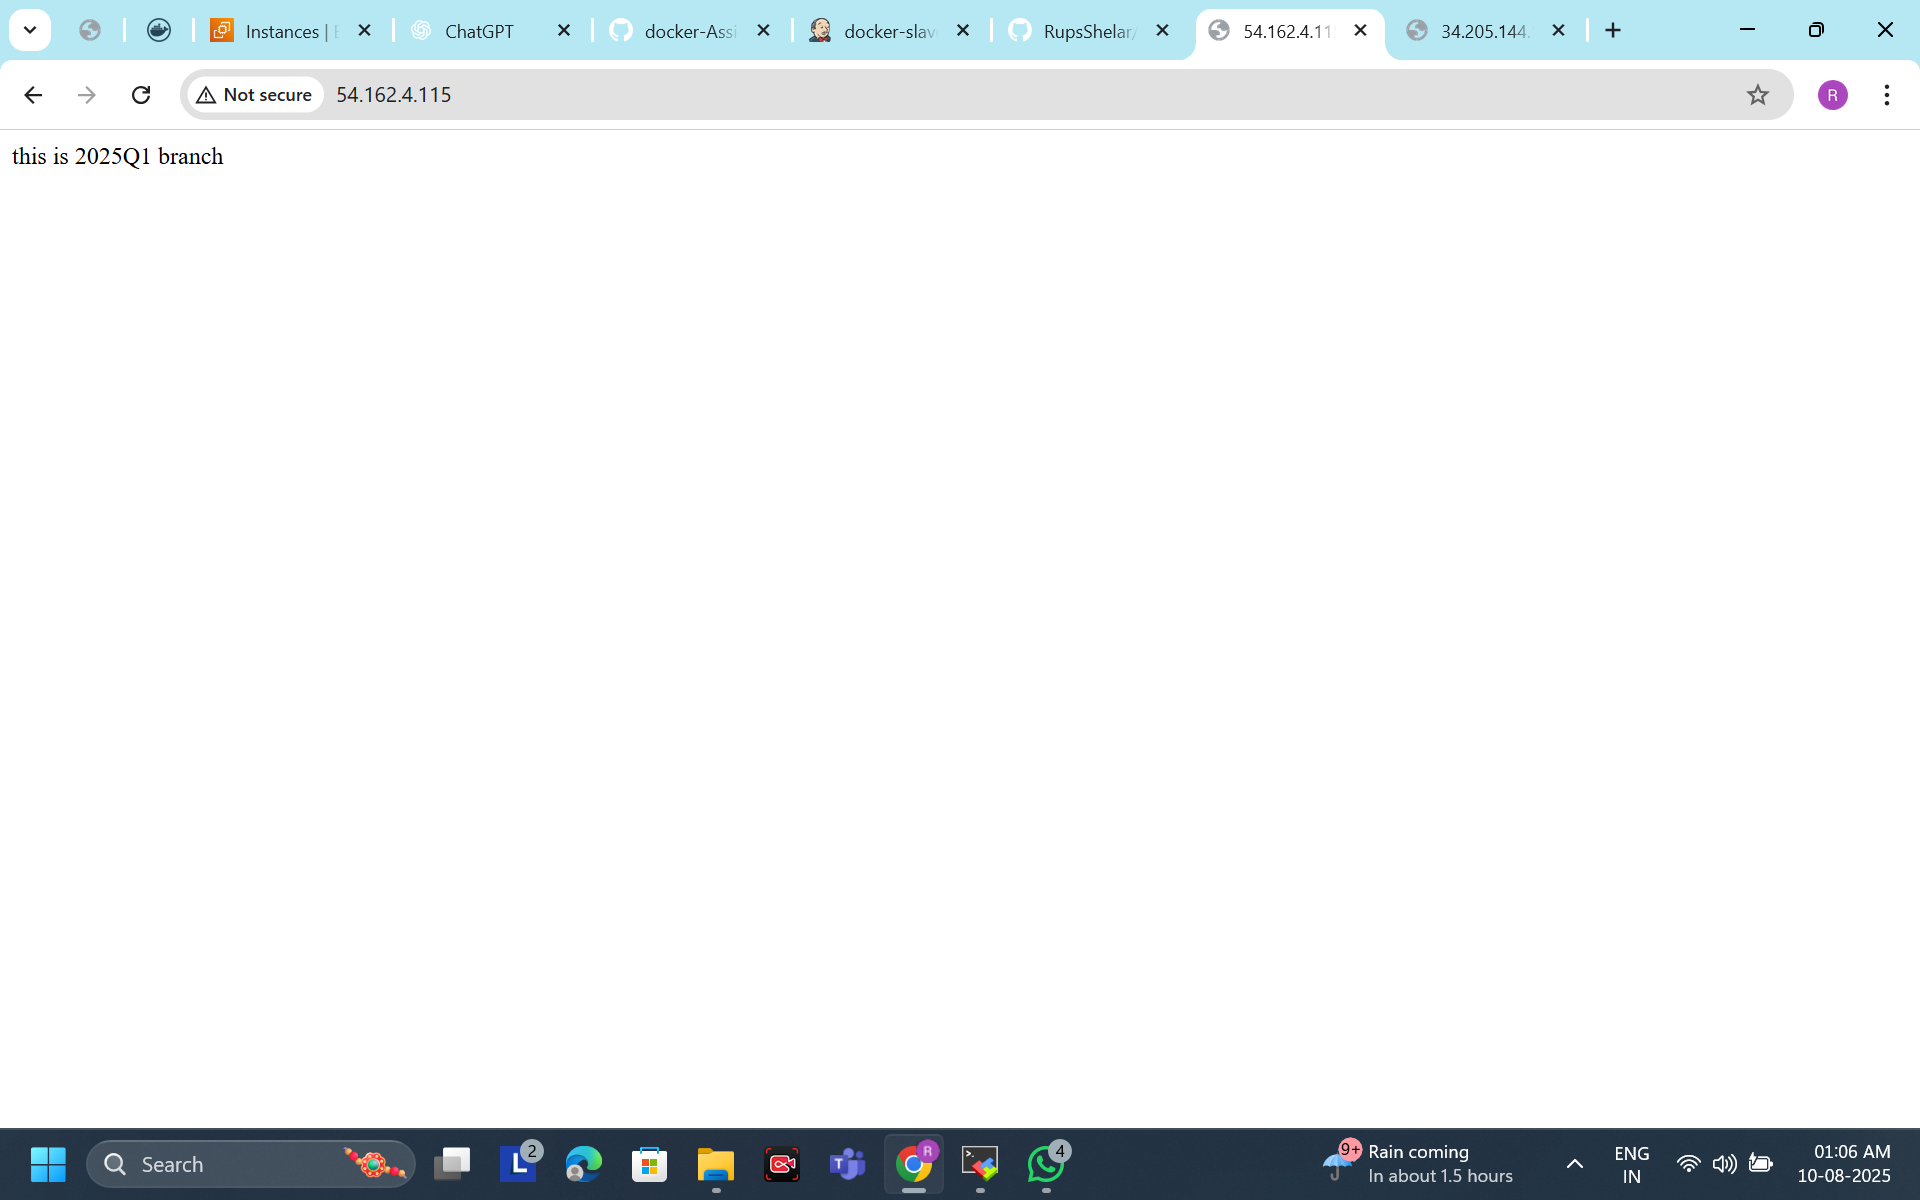 Instances |
ChatGPT
docker-Assi
docker-slav
RupsShelar/
54.162.4.11
34.205.144.
Not secure
54.162.4.115
R
this is 2025Q1 branch
Search
2
R
4
9+
Rain coming
In about 1.5 hours
ENG
IN
01:06 AM
10-08-2025